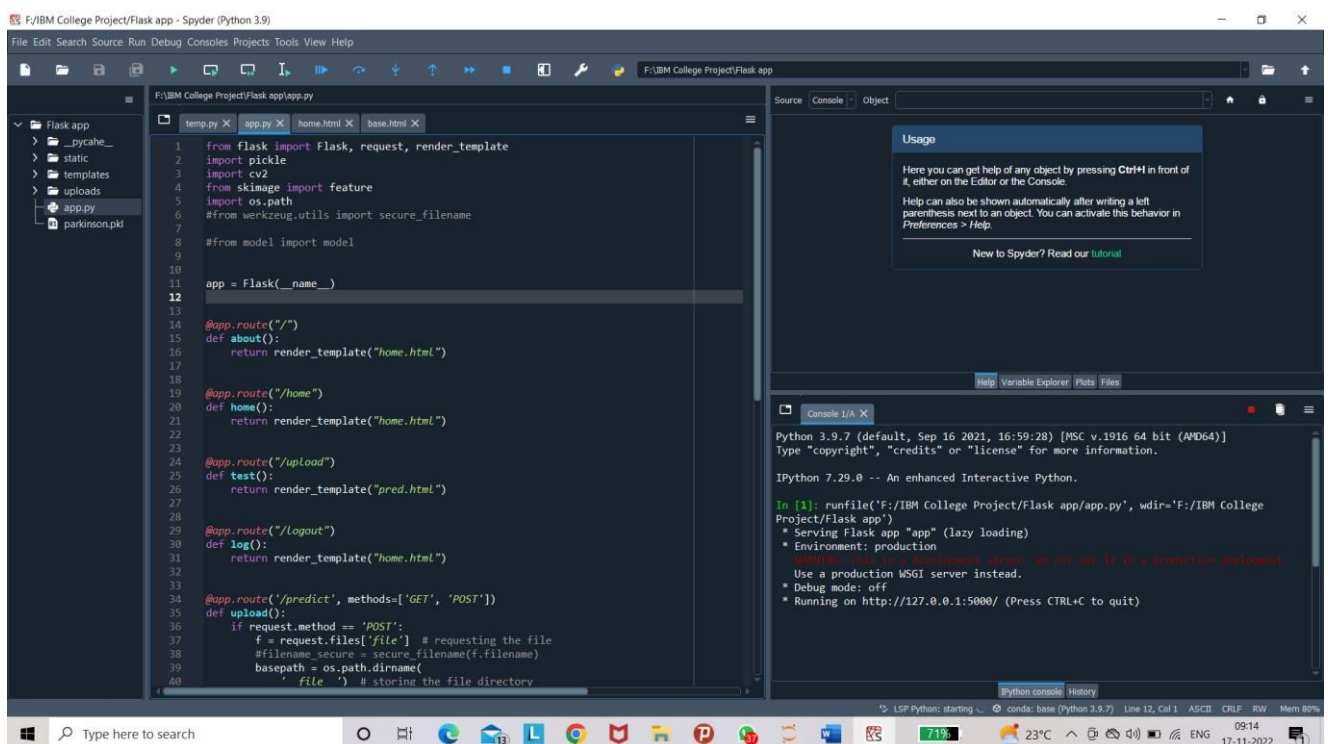 F:/IBM College Project/Flask app - Spyder (Python 3.9)
File Edit Search Source Run Debug Consoles Projects Tools View Help
F:\IBM College Project\Flask app
F:\IBM College Project\Flask app\app.py
Flask app
_pycahe_
static
templates
uploads
app.py
parkinson.pkl
temp.py
app.py
home.html
base.html
1 from flask import Flask, request, render_template
2 import pickle
3 import cv2
4 from skimage import feature
5 import os.path
6 #from werkzeug.utils import secure_filename
7
8 #from model import model
9
10
11 app = Flask(__name__)
12
13
14 @app.route("/")
15 def about():
16 return render_template("home.html")
17
18
19 @app.route("/home")
20 def home():
21 return render_template("home.html")
22
23
24 @app.route("/upload")
25 def test():
26 return render_template("pred.html")
27
28
29 @app.route("/logout")
30 def log():
31 return render_template("home.html")
32
33
34 @app.route('/predict', methods=['GET', 'POST'])
35 def upload():
36 if request.method == 'POST':
37 f = request.files['file'] # requesting the file
38 #filename_secure = secure_filename(f.filename)
39 basepath = os.path.dirname(
40 '__file__') # storing the file directory
Source Console Object
Usage
Here you can get help of any object by pressing Ctrl+I in front of
it, either on the Editor or the Console.
Help can also be shown automatically after writing a left
parenthesis next to an object. You can activate this behavior in
Preferences > Help.
New to Spyder? Read our tutorial
Help Variable Explorer Plots Files
Console 1/A
Python 3.9.7 (default, Sep 16 2021, 16:59:28) [MSC v.1916 64 bit (AMD64)]
Type "copyright", "credits" or "license" for more information.
IPython 7.29.0 -- An enhanced Interactive Python.
In [1]: runfile('F:/IBM College Project/Flask app/app.py', wdir='F:/IBM College
Project/Flask app')
* Serving Flask app "app" (lazy loading)
* Environment: production
WARNING: This is a development server. Do not use it in a production deployment.
Use a production WSGI server instead.
* Debug mode: off
* Running on http://127.0.0.1:5000/ (Press CTRL+C to quit)
IPython console History
LSP Python: starting conda: base (Python 3.9.7) Line 12, Col 1 ASCII CRLF RW Mem 80%
Type here to search
13
L
71%
23°C
ENG
09:14
17-11-2022